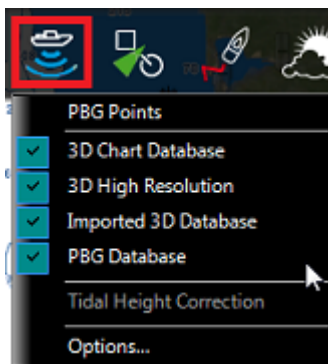 PBG Points
3D Chart Database
3D High Resolution
Imported 3D Database
PBG Database
Tidal Height Correction
Options...